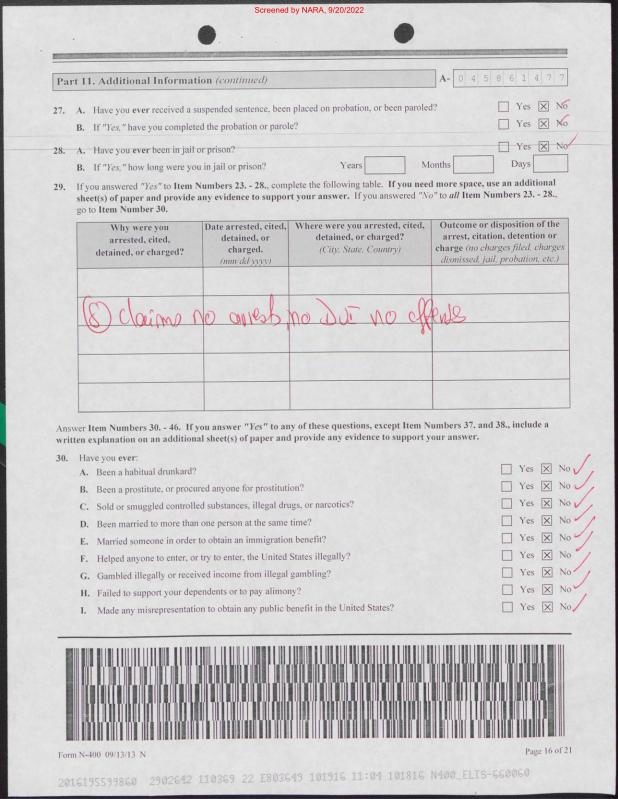 Screened by NARA, 9/20/2022
Part 11. Additional Information (continued)
A- 0 4 5 8 6 1 4 7 7
27. A. Have you ever received a suspended sentence, been placed on probation, or been paroled? Yes No
B. If "Yes," have you completed the probation or parole? Yes No
28. A. Have you ever been in jail or prison? Yes No
B. If "Yes," how long were you in jail or prison? Years Months Days
29. If you answered "Yes" to Item Numbers 23. - 28., complete the following table. If you need more space, use an additional
sheet(s) of paper and provide any evidence to support your answer. If you answered "No" to all Item Numbers 23. - 28.,
go to Item Number 30.
Why were you
arrested, cited,
detained, or charged?
Date arrested, cited,
detained, or
charged.
(mm/dd/yyyy)
Where were you arrested, cited,
detained, or charged?
(City, State, Country)
Outcome or disposition of the
arrest, citation, detention or
charge (no charges filed, charges
dismissed, jail, probation, etc.)
(S) claims no arrests, no DUI no offenses
Answer Item Numbers 30. - 46. If you answer "Yes" to any of these questions, except Item Numbers 37. and 38., include a
written explanation on an additional sheet(s) of paper and provide any evidence to support your answer.
30. Have you ever:
A. Been a habitual drunkard? Yes No
B. Been a prostitute, or procured anyone for prostitution? Yes No
C. Sold or smuggled controlled substances, illegal drugs, or narcotics? Yes No
D. Been married to more than one person at the same time? Yes No
E. Married someone in order to obtain an immigration benefit? Yes No
F. Helped anyone to enter, or try to enter, the United States illegally? Yes No
G. Gambled illegally or received income from illegal gambling? Yes No
H. Failed to support your dependents or to pay alimony? Yes No
I. Made any misrepresentation to obtain any public benefit in the United States? Yes No
Form N-400 09/13/13 N
Page 16 of 21
2016195599860 2902642 110369 22 E803649 101916 11:04 101816 N400_ELIS-660060